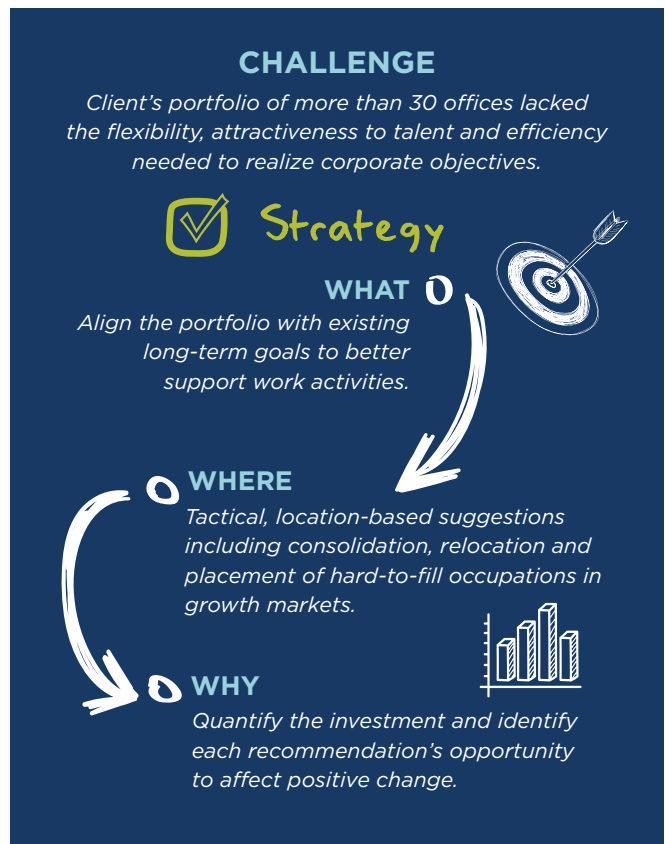 CHALLENGE
Client’s portfolio of more than 30 offices lacked
the flexibility, attractiveness to talent and efficiency
needed to realize corporate objectives.
Strategy
WHAT
Align the portfolio with existing
long-term goals to better
support work activities.
WHERE
Tactical, location-based suggestions
including consolidation, relocation and
placement of hard-to-fill occupations in
growth markets.
WHY
Quantify the investment and identify
each recommendation’s opportunity
to affect positive change.